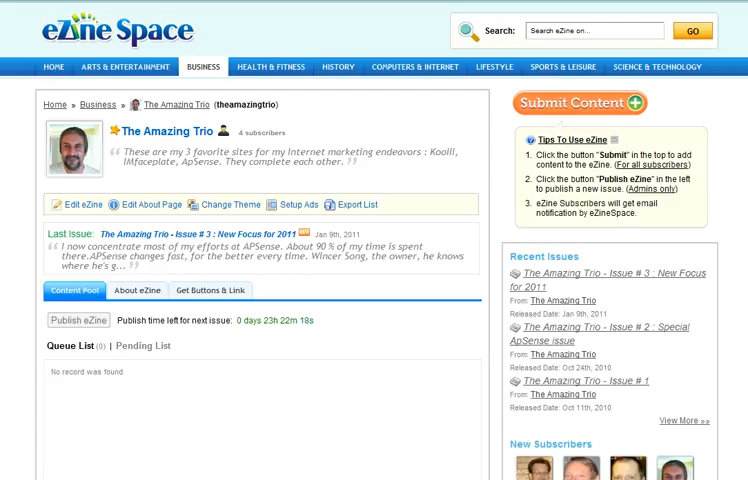 eZine Space
Search:
Search eZine on...
GO
HOME
ARTS & ENTERTAINMENT
BUSINESS
HEALTH & FITNESS
HISTORY
COMPUTERS & INTERNET
LIFESTYLE
SPORTS & LEISURE
SCIENCE & TECHNOLOGY
Home » Business » The Amazing Trio (theamazingtrio)
The Amazing Trio 4 subscribers
These are my 3 favorite sites for my Internet marketing endeavors : Koolll,
IMfaceplate, ApSense. They complete each other.
Edit eZine
Edit About Page
Change Theme
Setup Ads
Export List
Last Issue: The Amazing Trio - Issue # 3 : New Focus for 2011 Jan 9th, 2011
I now concentrate most of my efforts at APSense. About 90 % of my time is spent
there.APSense changes fast, for the better every time. Wincer Song, the owner, he knows
where he's g...
Content Pool
About eZine
Get Buttons & Link
Publish eZine
Publish time left for next issue: 0 days 23h 22m 18s
Queue List (0) | Pending List
No record was found
Submit Content
Tips To Use eZine
1. Click the button "Submit" in the top to add
content to the eZine. (For all subscribers)
2. Click the button "Publish eZine" in the left
to publish a new issue. (Admins only)
3. eZine Subscribers will get email
notification by eZineSpace.
Recent Issues
The Amazing Trio - Issue # 3 : New Focus
for 2011
From: The Amazing Trio
Released Date: Jan 9th, 2011
The Amazing Trio - Issue # 2 : Special
ApSense issue
From: The Amazing Trio
Released Date: Oct 24th, 2010
The Amazing Trio - Issue # 1
From: The Amazing Trio
Released Date: Oct 11th, 2010
View More »»
New Subscribers